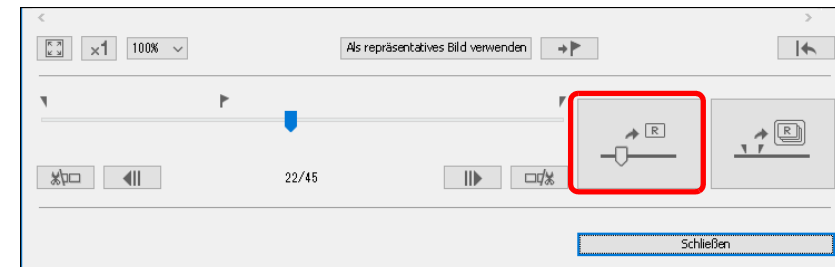 ×1 100% Als repräsentatives Bild verwenden
R R
22/45
Schließen